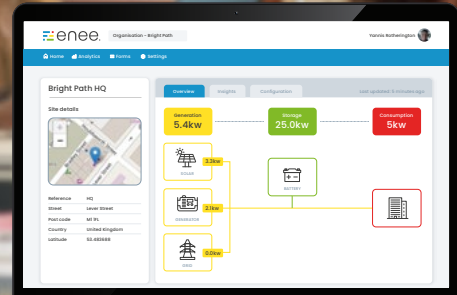 enee.
Organisation - Bright Path
Yannis Rotherington
Home Analytics Forms Settings
Bright Path HQ
Site details
+
−
Reference HQ
Street Lever Street
Post code M1 1FL
Country United Kingdom
Latitude 53.482688
Overview Insights Configuration
Last updated: 5 minutes ago
Generation
5.4kw
Storage
25.0kw
Consumption
5kw
SOLAR
3.3kw
GENERATOR
2.1kw
GRID
0.0kw
BATTERY